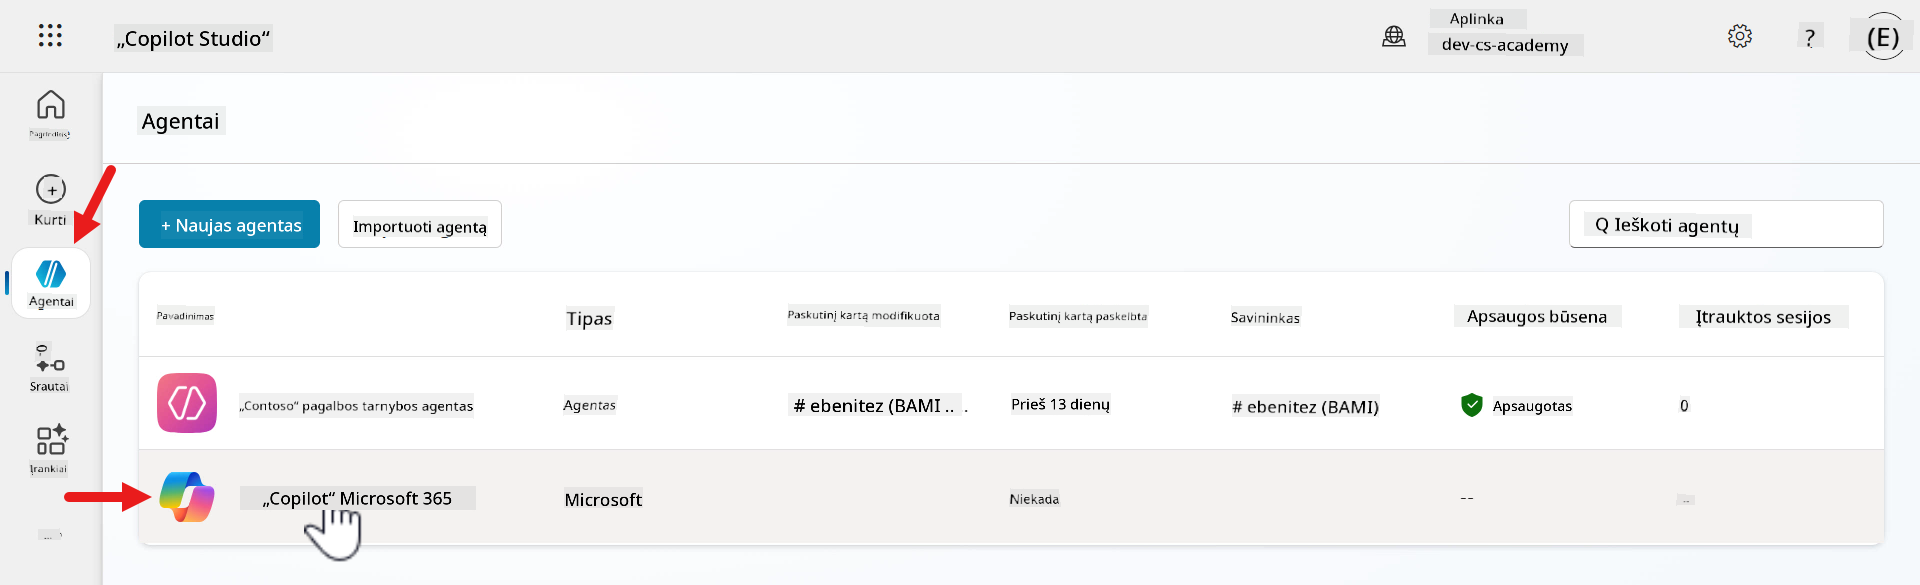 „Copilot Studio“
Aplinka
dev-cs-academy
?
(E)
Kurti
Agentai
Srautai
Įrankiai
Agentai
+ Naujas agentas
Importuoti agentą
Q Ieškoti agentų
Pavadinimas
Tipas
Paskutinį kartą modifikuota
Paskutinį kartą paskelbta
Savininkas
Apsaugos būsena
Įtrauktos sesijos
„Contoso“ pagalbos tarnybos agentas
Agentas
# ebenitez (BAMI .. .
Prieš 13 dienų
# ebenitez (BAMI)
Apsaugotas
0
„Copilot“ Microsoft 365
Microsoft
Niekada
--
--